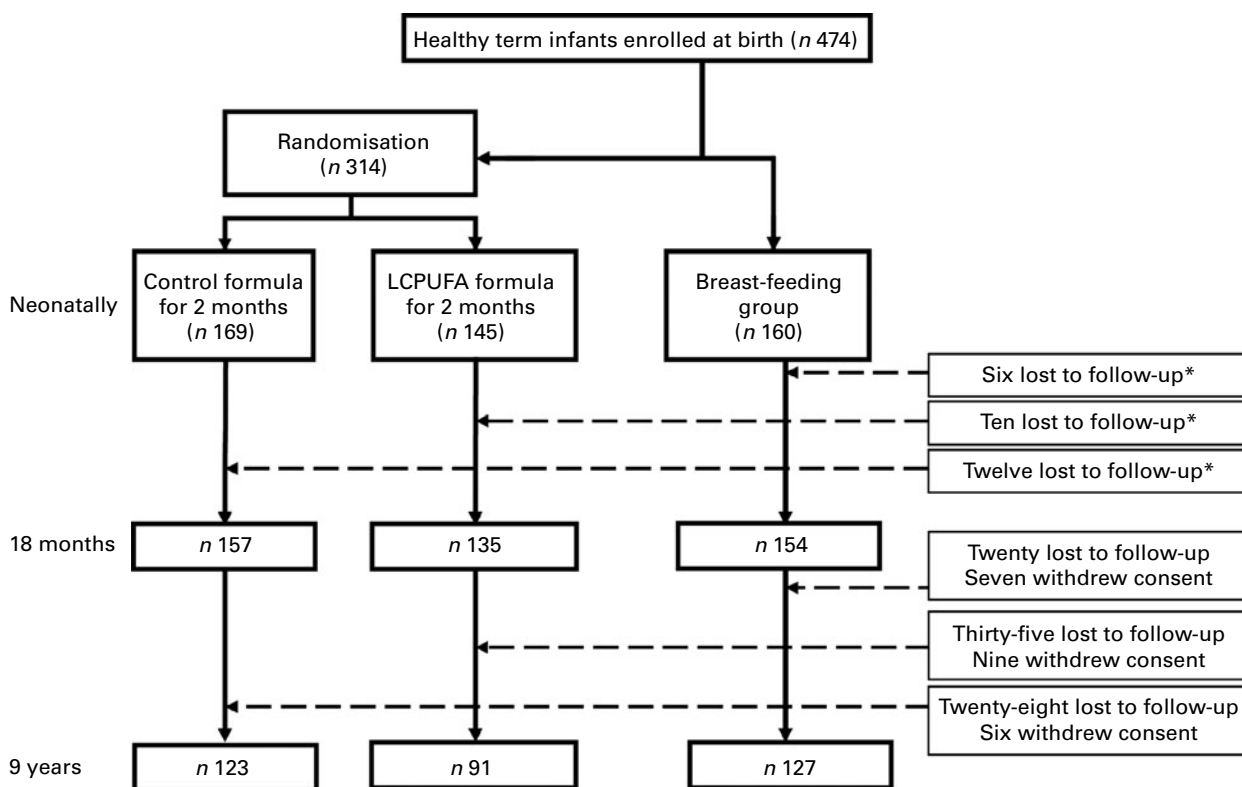 Healthy term infants enrolled at birth (n 474)
Randomisation
(n 314)
Neonatally
Control formula
for 2 months
(n 169)
LCPUFA formula
for 2 months
(n 145)
Breast-feeding
group
(n 160)
Six lost to follow-up*
Ten lost to follow-up*
Twelve lost to follow-up*
18 months
n 157
n 135
n 154
Twenty lost to follow-up
Seven withdrew consent
Thirty-five lost to follow-up
Nine withdrew consent
Twenty-eight lost to follow-up
Six withdrew consent
9 years
n 123
n 91
n 127